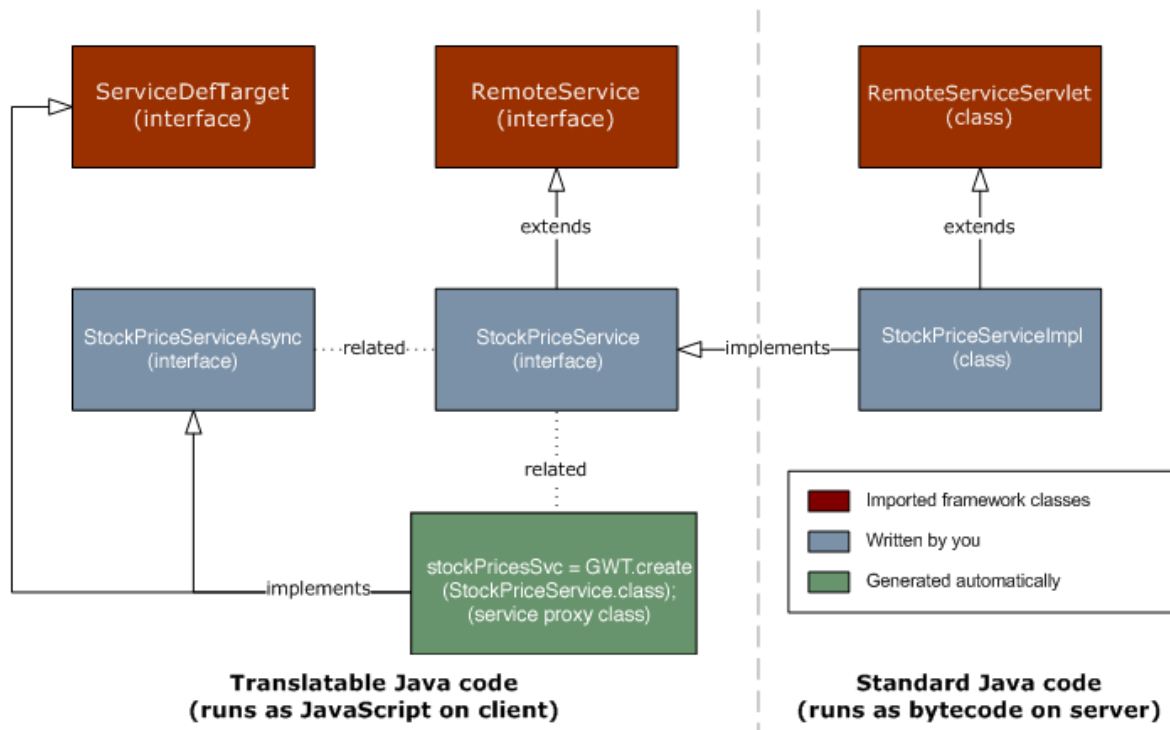 ServiceDefTarget
(interface)
RemoteService
(interface)
RemoteServiceServlet
(class)
extends
extends
StockPriceServiceAsync
(interface)
related
StockPriceService
(interface)
implements
StockPriceServiceImpl
(class)
related
stockPricesSvc = GWT.create
(StockPriceService.class);
(service proxy class)
implements
Imported framework classes
Written by you
Generated automatically
Translatable Java code
(runs as JavaScript on client)
Standard Java code
(runs as bytecode on server)